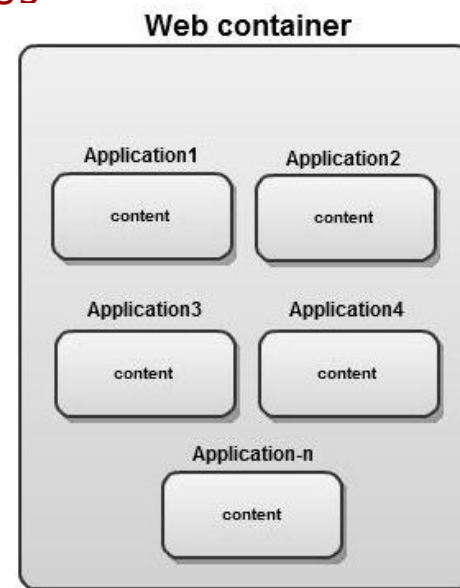 Web container
Application1
Application2
content
content
Application3
Application4
content
content
Application-n
content